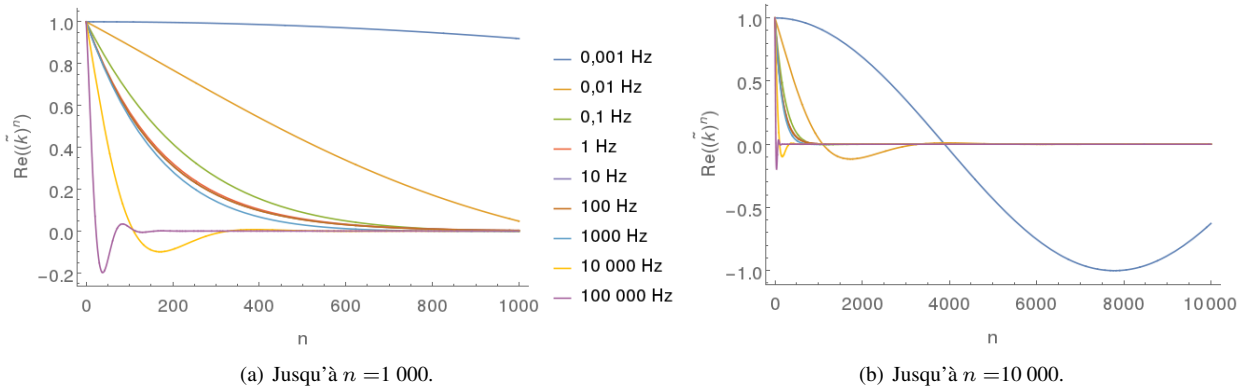 1.0
0.8
0.6
0.4
0.2
0.0
−0.2
Re((k̃)ⁿ)
0 200 400 600 800 1000
n
0,001 Hz
0,01 Hz
0,1 Hz
1 Hz
10 Hz
100 Hz
1000 Hz
10 000 Hz
100 000 Hz
(a) Jusqu'à n =1 000.
1.0
0.5
0.0
−0.5
−1.0
Re((k̃)ⁿ)
0 2000 4000 6000 8000 10000
n
(b) Jusqu'à n =10 000.